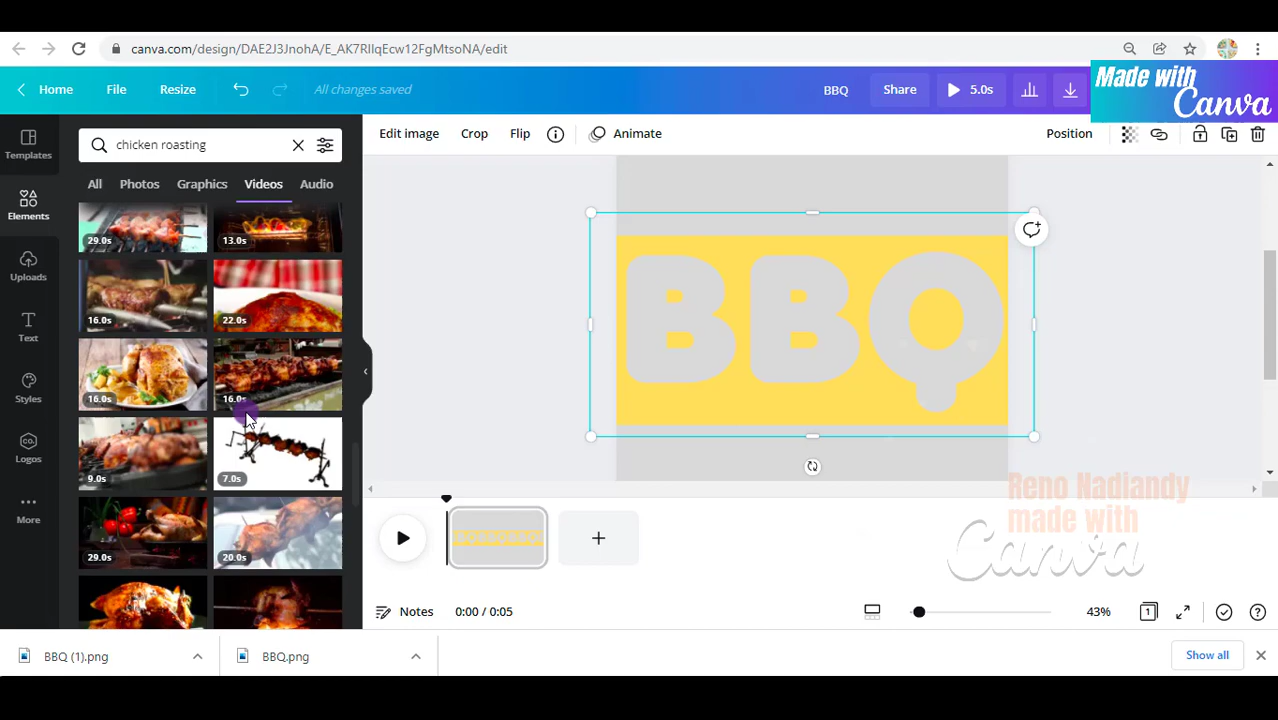 canva.com/design/DAE2J3JnohA/E_AK7RIlqEcw12FgMtsoNA/edit
Home File Resize All changes saved BBQ Share 5.0s
Made with
Canva
Templates
Elements
Uploads
Text
Styles
CO.
Logos
More
chicken roasting
All Photos Graphics Videos Audio
29.0s 13.0s
16.0s 22.0s
16.0s 16.0s
9.0s 7.0s
29.0s 20.0s
Edit image Crop Flip Animate Position
BBQ
Reno Nadiandy
made with
Canva
Notes 0:00 / 0:05 43% 1
BBQ (1).png BBQ.png Show all